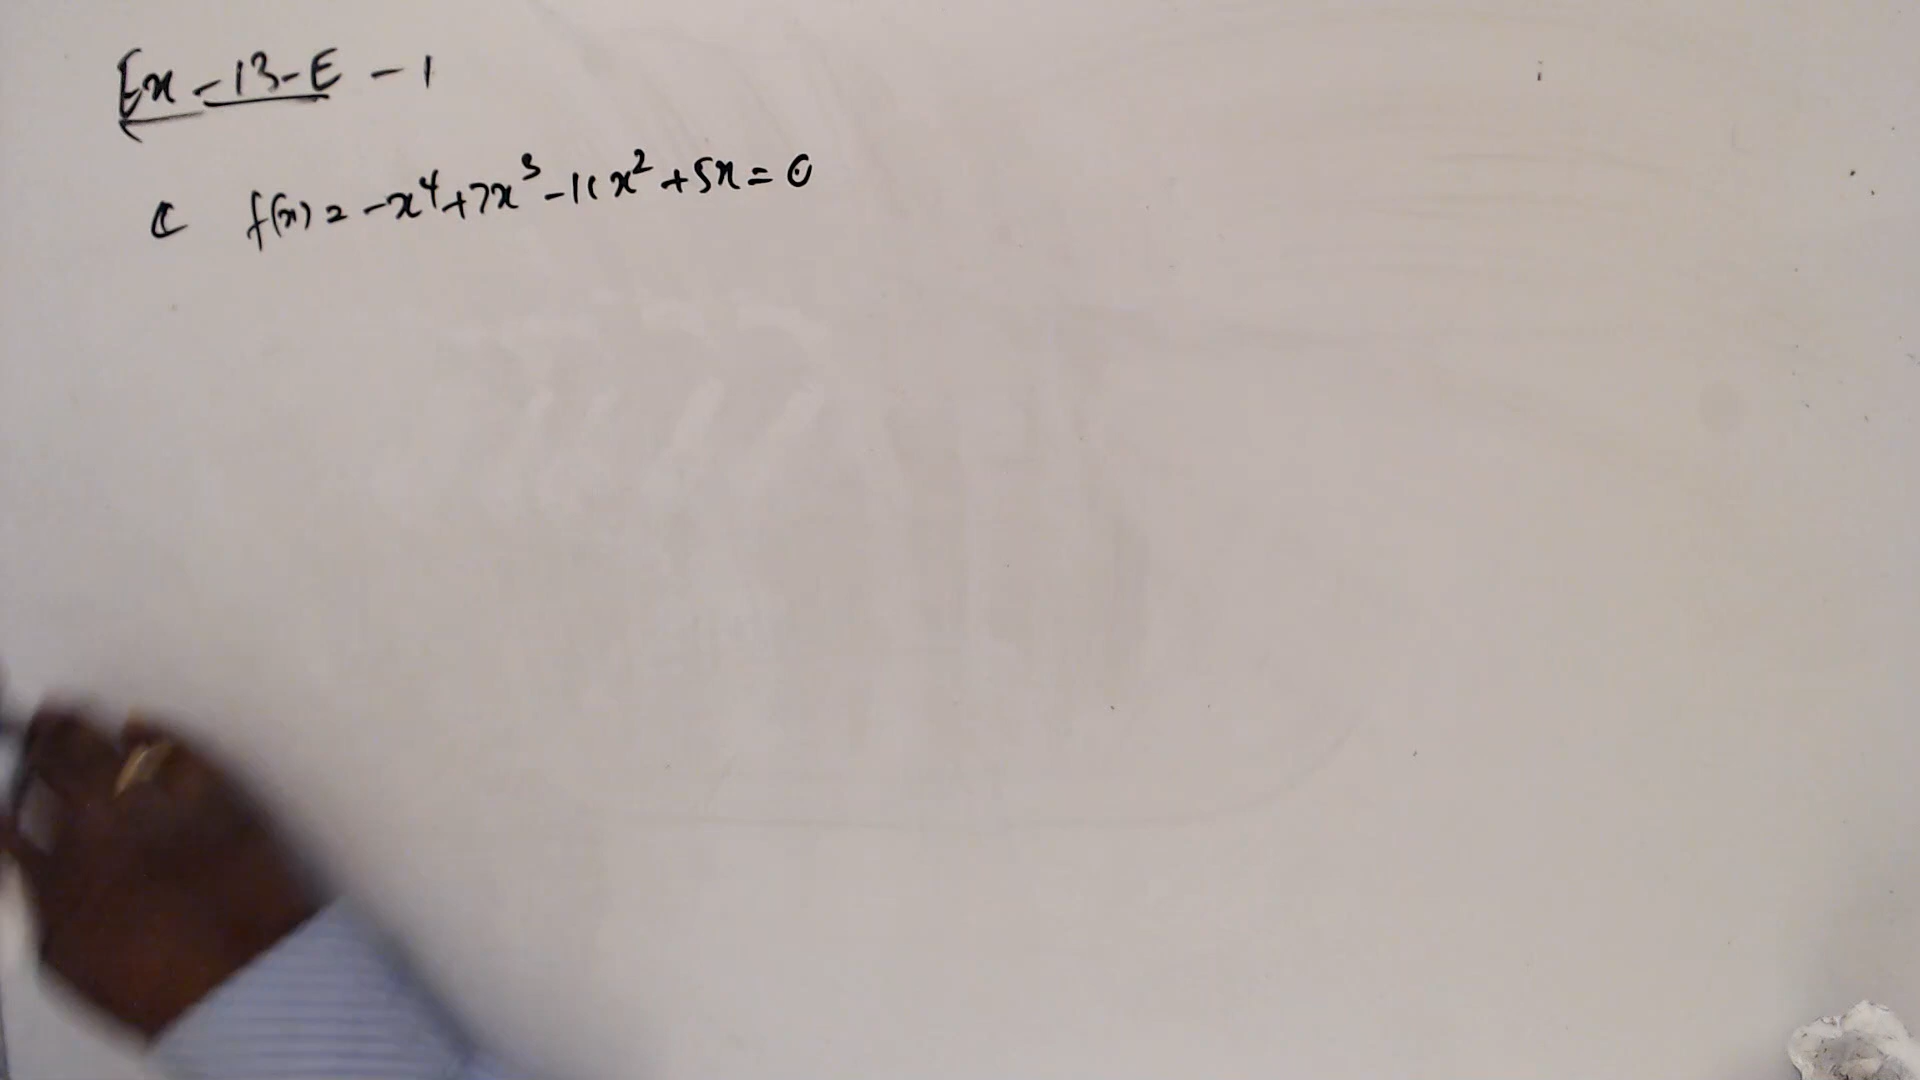 Ex - 13 - E - 1
c f(x) = -x⁴+7x³-11x²+5x = 0